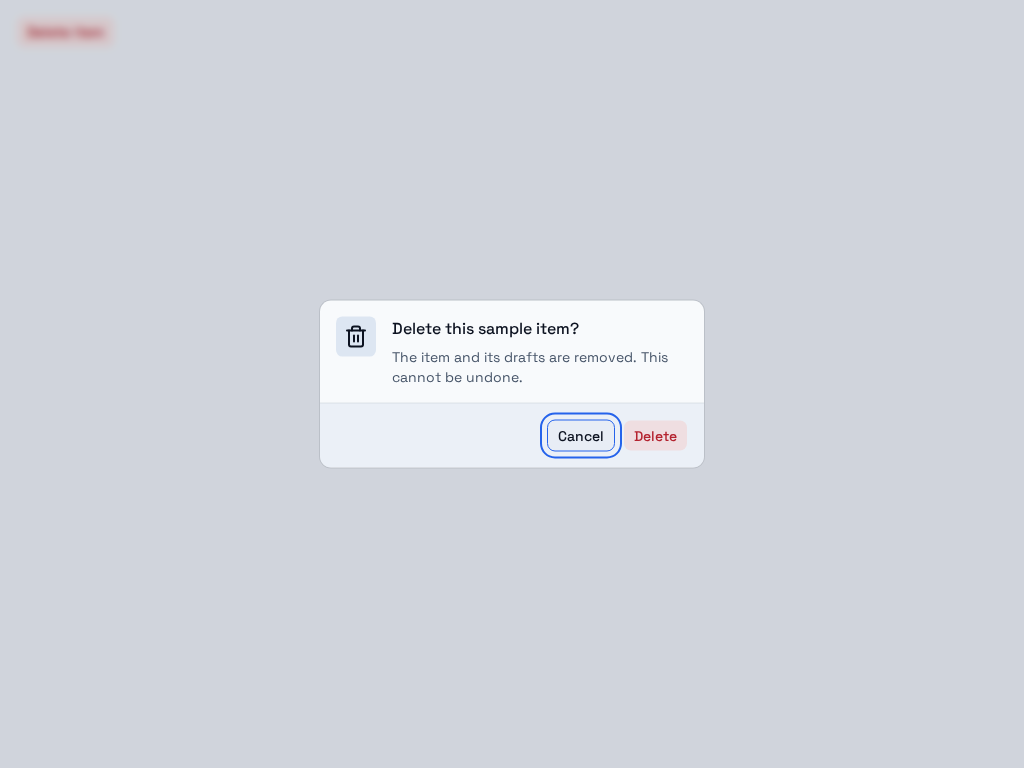 Delete this sample item?
The item and its drafts are removed. This
cannot be undone.
Cancel
Delete